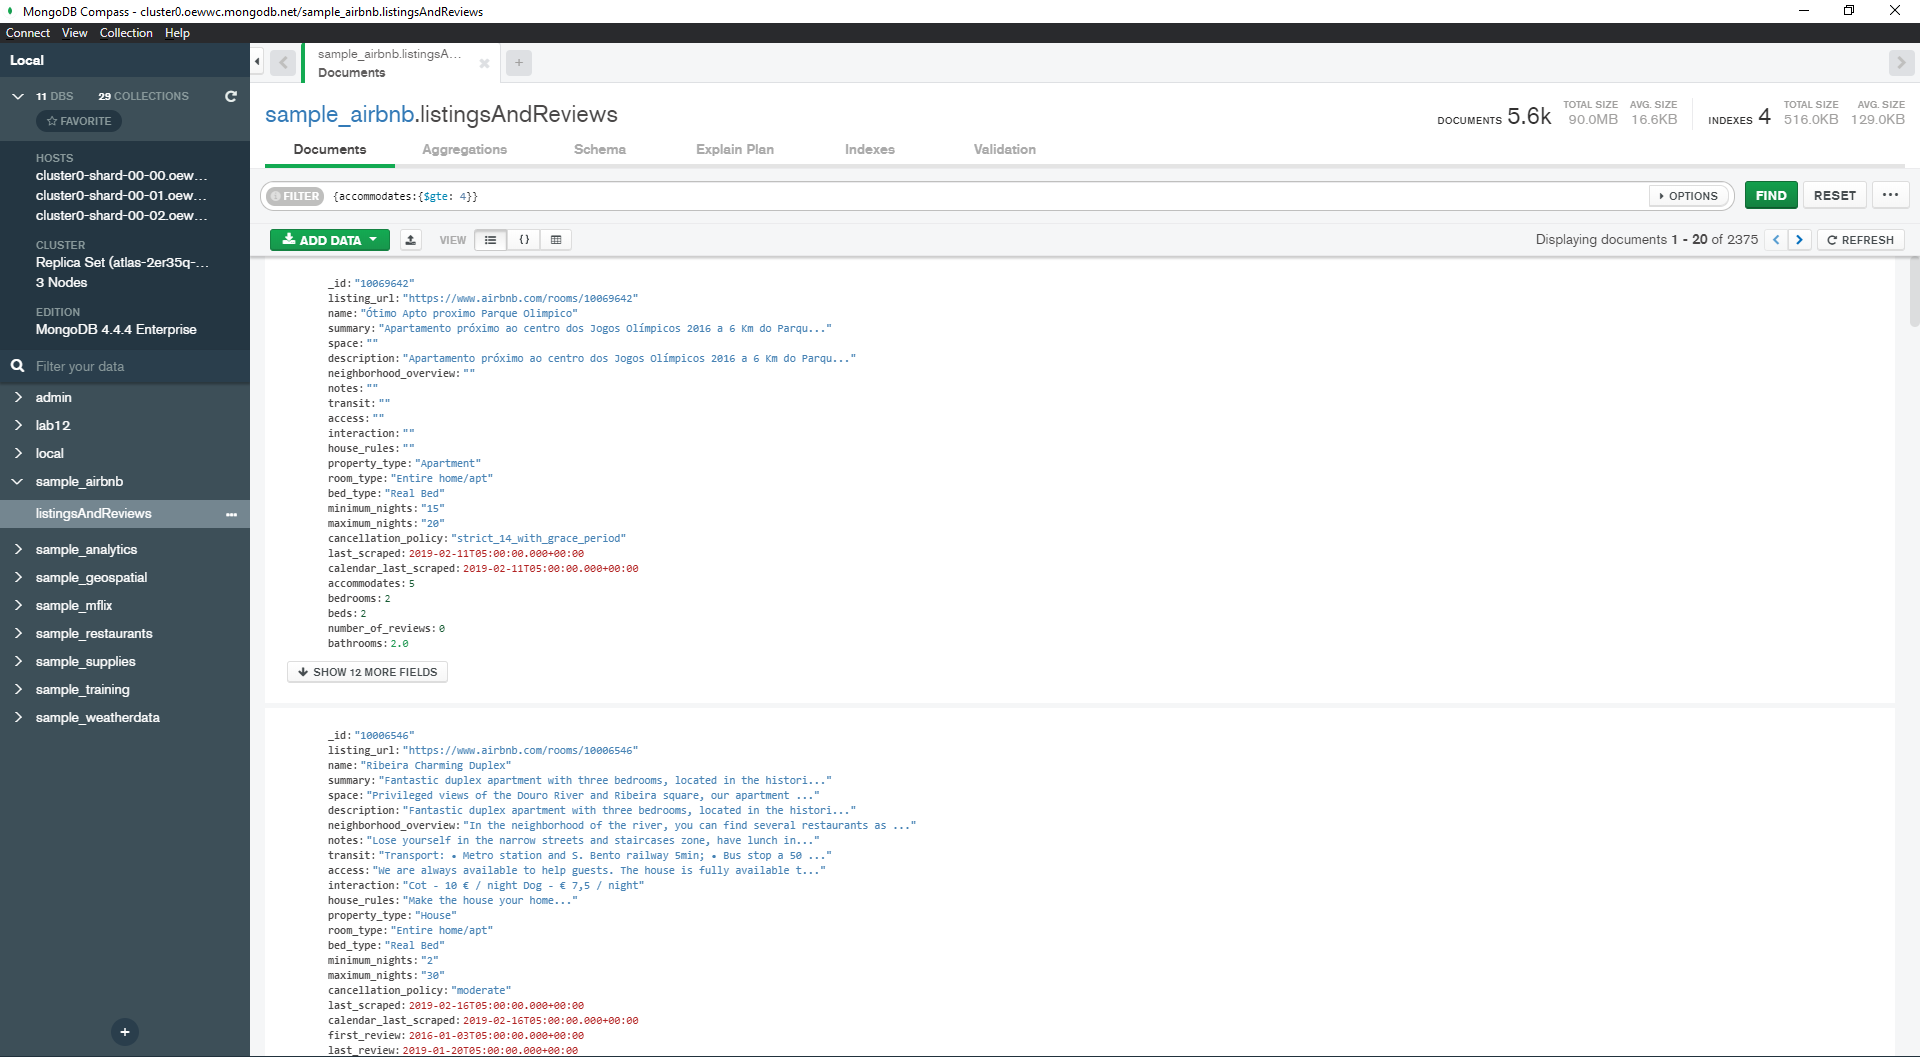 MongoDB Compass - cluster0.oewwc.mongodb.net/sample_airbnb.listingsAndReviews
Connect View Collection Help
Local
11 DBS 29 COLLECTIONS
FAVORITE
HOSTS
cluster0-shard-00-00.oew...
cluster0-shard-00-01.oew...
cluster0-shard-00-02.oew...
CLUSTER
Replica Set (atlas-2er35q-...
3 Nodes
EDITION
MongoDB 4.4.4 Enterprise
Filter your data
admin
lab12
local
sample_airbnb
listingsAndReviews
sample_analytics
sample_geospatial
sample_mflix
sample_restaurants
sample_supplies
sample_training
sample_weatherdata
sample_airbnb.listingsA...
Documents
sample_airbnb.listingsAndReviews
DOCUMENTS 5.6k TOTAL SIZE 90.0MB AVG. SIZE 16.6KB INDEXES 4 TOTAL SIZE 516.0KB AVG. SIZE 129.0KB
Documents Aggregations Schema Explain Plan Indexes Validation
FILTER {accommodates:{$gte: 4}} OPTIONS FIND RESET
ADD DATA VIEW {} Displaying documents 1 - 20 of 2375 REFRESH
_id: "10069642"
listing_url: "https://www.airbnb.com/rooms/10069642"
name: "Ótimo Apto proximo Parque Olimpico"
summary: "Apartamento próximo ao centro dos Jogos Olímpicos 2016 a 6 Km do Parqu..."
space: ""
description: "Apartamento próximo ao centro dos Jogos Olímpicos 2016 a 6 Km do Parqu..."
neighborhood_overview: ""
notes: ""
transit: ""
access: ""
interaction: ""
house_rules: ""
property_type: "Apartment"
room_type: "Entire home/apt"
bed_type: "Real Bed"
minimum_nights: "15"
maximum_nights: "20"
cancellation_policy: "strict_14_with_grace_period"
last_scraped: 2019-02-11T05:00:00.000+00:00
calendar_last_scraped: 2019-02-11T05:00:00.000+00:00
accommodates: 5
bedrooms: 2
beds: 2
number_of_reviews: 0
bathrooms: 2.0
SHOW 12 MORE FIELDS
_id: "10006546"
listing_url: "https://www.airbnb.com/rooms/10006546"
name: "Ribeira Charming Duplex"
summary: "Fantastic duplex apartment with three bedrooms, located in the histori..."
space: "Privileged views of the Douro River and Ribeira square, our apartment ..."
description: "Fantastic duplex apartment with three bedrooms, located in the histori..."
neighborhood_overview: "In the neighborhood of the river, you can find several restaurants as ..."
notes: "Lose yourself in the narrow streets and staircases zone, have lunch in..."
transit: "Transport: • Metro station and S. Bento railway 5min; • Bus stop a 50 ..."
access: "We are always available to help guests. The house is fully available t..."
interaction: "Cot - 10 € / night Dog - € 7,5 / night"
house_rules: "Make the house your home..."
property_type: "House"
room_type: "Entire home/apt"
bed_type: "Real Bed"
minimum_nights: "2"
maximum_nights: "30"
cancellation_policy: "moderate"
last_scraped: 2019-02-16T05:00:00.000+00:00
calendar_last_scraped: 2019-02-16T05:00:00.000+00:00
first_review: 2016-01-03T05:00:00.000+00:00
last_review: 2019-01-20T05:00:00.000+00:00